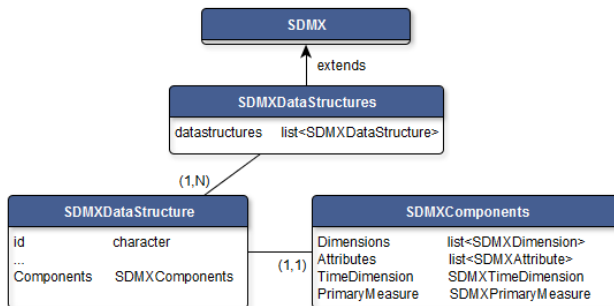 SDMX
extends
SDMXDataStructures
datastructures list<SDMXDataStructure>
(1,N)
SDMXDataStructure
id character
...
Components SDMXComponents
(1,1)
SDMXComponents
Dimensions list<SDMXDimension>
Attributes list<SDMXAttribute>
TimeDimension SDMXTimeDimension
PrimaryMeasure SDMXPrimaryMeasure